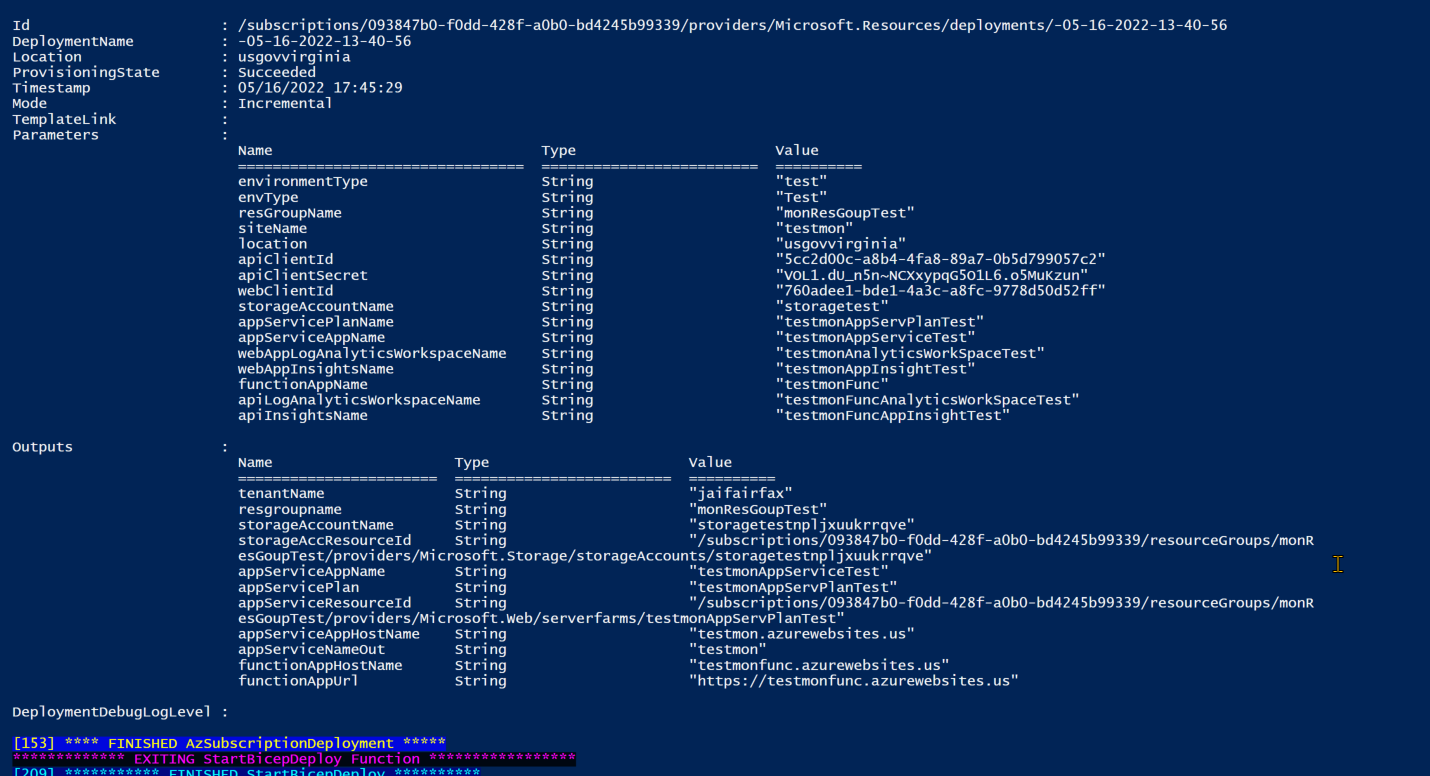 Id : /subscriptions/093847b0-f0dd-428f-a0b0-bd4245b99339/providers/Microsoft.Resources/deployments/-05-16-2022-13-40-56
DeploymentName : -05-16-2022-13-40-56
Location : usgovvirginia
ProvisioningState : Succeeded
Timestamp : 05/16/2022 17:45:29
Mode : Incremental
TemplateLink :
Parameters :
Name Type Value
================================= ========================= ==========
environmentType String "test"
envType String "Test"
resGroupName String "monResGoupTest"
siteName String "testmon"
location String "usgovvirginia"
apiClientId String "5cc2d00c-a8b4-4fa8-89a7-0b5d799057c2"
apiClientSecret String "VOL1.dU_n5n~NCXxypqG5O1L6.o5MuKzun"
webClientId String "760adee1-bde1-4a3c-a8fc-9778d50d52ff"
storageAccountName String "storagetest"
appServicePlanName String "testmonAppServPlanTest"
appServiceAppName String "testmonAppServiceTest"
webAppLogAnalyticsWorkspaceName String "testmonAnalyticsWorkSpaceTest"
webAppInsightsName String "testmonAppInsightTest"
functionAppName String "testmonFunc"
apiLogAnalyticsWorkspaceName String "testmonFuncAnalyticsWorkSpaceTest"
apiInsightsName String "testmonFuncAppInsightTest"
Outputs :
Name Type Value
======================= ========================= ==========
tenantName String "jaifairfax"
resgroupname String "monResGoupTest"
storageAccountName String "storagetestnpljxuukrrqve"
storageAccResourceId String "/subscriptions/093847b0-f0dd-428f-a0b0-bd4245b99339/resourceGroups/monR
esGoupTest/providers/Microsoft.Storage/storageAccounts/storagetestnpljxuukrrqve"
appServiceAppName String "testmonAppServiceTest"
appServicePlan String "testmonAppServPlanTest"
appServiceResourceId String "/subscriptions/093847b0-f0dd-428f-a0b0-bd4245b99339/resourceGroups/monR
esGoupTest/providers/Microsoft.Web/serverfarms/testmonAppServPlanTest"
appServiceAppHostName String "testmon.azurewebsites.us"
appServiceNameOut String "testmon"
functionAppHostName String "testmonfunc.azurewebsites.us"
functionAppUrl String "https://testmonfunc.azurewebsites.us"
DeploymentDebugLogLevel :
[153] **** FINISHED AzSubscriptionDeployment *****
************* EXITING StartBicepDeploy Function *****************
[209] *********** FINISHED StartBicepDeploy **********